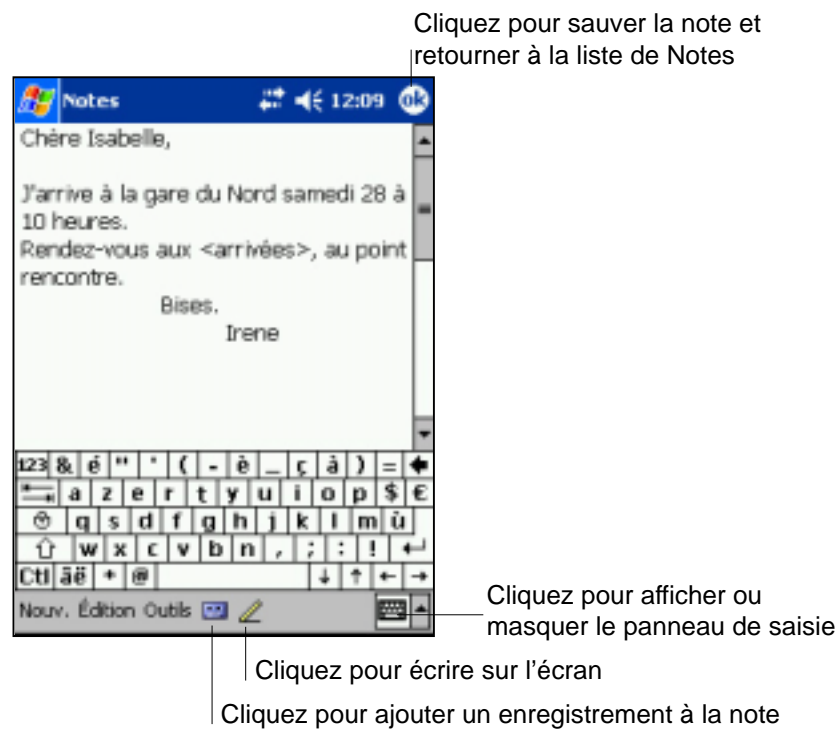 Cliquez pour sauver la note et
retourner à la liste de Notes
Notes 12:09 ok
Chère Isabelle,
J'arrive à la gare du Nord samedi 28 à
10 heures.
Rendez-vous aux <arrivées>, au point
rencontre.
Bises.
Irene
123 & é " ' ( - è _ ç à ) =
a z e r t y u i o p $ €
q s d f g h j k l m ù
w x c v b n , ; : !
Ctl áë + @ ↓ ↑ ← →
Nouv. Édition Outils
Cliquez pour afficher ou
masquer le panneau de saisie
Cliquez pour écrire sur l'écran
Cliquez pour ajouter un enregistrement à la note